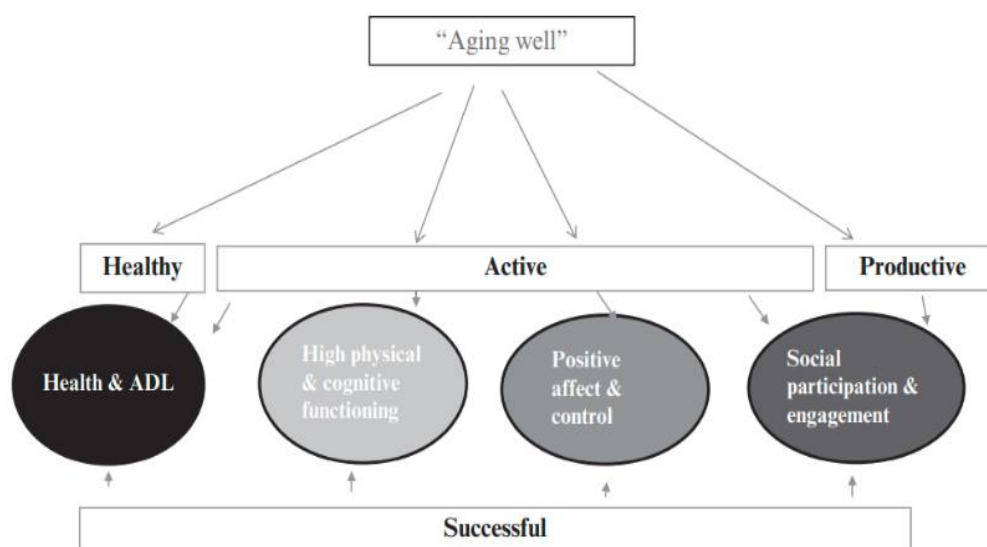 “Aging well”
Healthy
Active
Productive
Health & ADL
High physical
& cognitive
functioning
Positive
affect &
control
Social
participation &
engagement
Successful